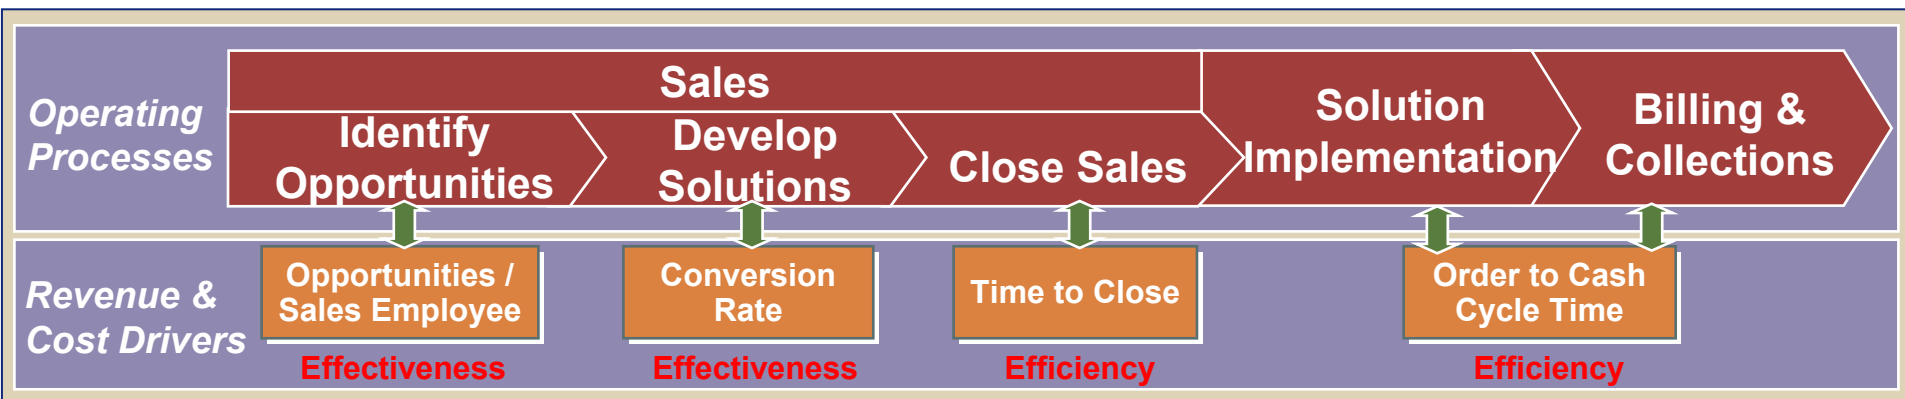 Operating
Processes
Sales
Identify
Opportunities
Develop
Solutions
Close Sales
Solution
Implementation
Billing &
Collections
Revenue &
Cost Drivers
Opportunities /
Sales Employee
Effectiveness
Conversion
Rate
Effectiveness
Time to Close
Efficiency
Order to Cash
Cycle Time
Efficiency